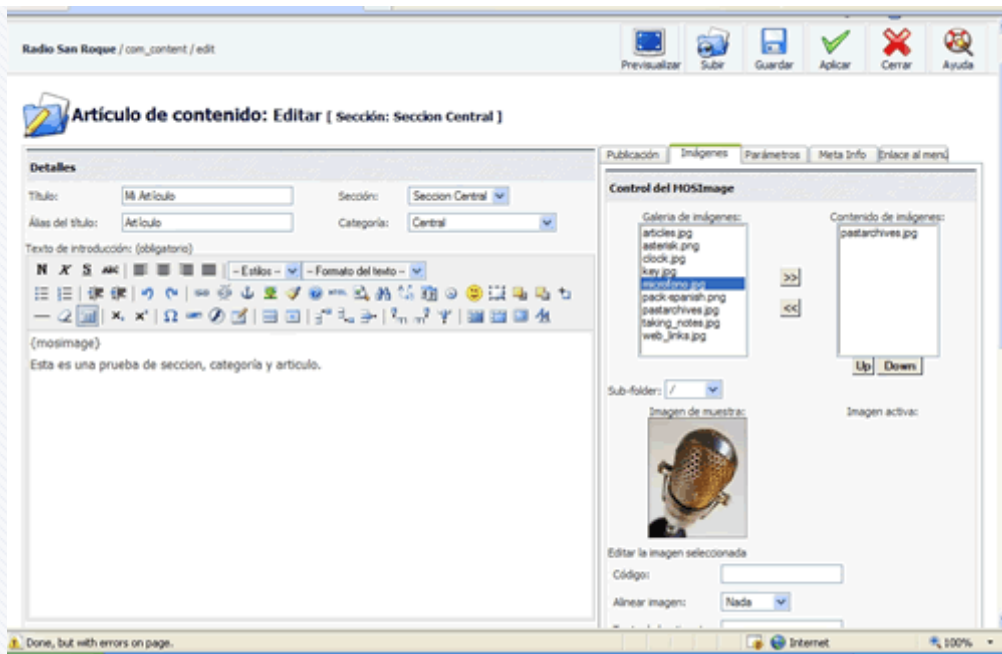 Radio San Roque / com_content / edit
Previsualizar Subir Guardar Aplicar Cerrar Ayuda
Artículo de contenido: Editar [ Sección: Seccion Central ]
Detalles
Título: Mi Artículo Sección: Seccion Central
Álias del título: Artículo Categoría: Central
Texto de introducción: (obligatorio)
N X S ABC -- Estilos -- -- Formato del texto --
{mosimage}
Esta es una prueba de seccion, categoría y articulo.
Publicación Imágenes Parámetros Meta Info Enlace al menú
Control del MOSImage
Galeria de imágenes: Contenido de imágenes:
articles.jpg pastarchives.jpg
asterisk.png
clock.jpg
key.jpg
microfono.jpg
pack-spanish.png
pastarchives.jpg
taking_notes.jpg
web_links.jpg
>>
<<
Up Down
Sub-folder: /
Imagen de muestra: Imagen activa:
Editar la imagen seleccionada
Código:
Alinear imagen: Nada
Done, but with errors on page. Internet 100%